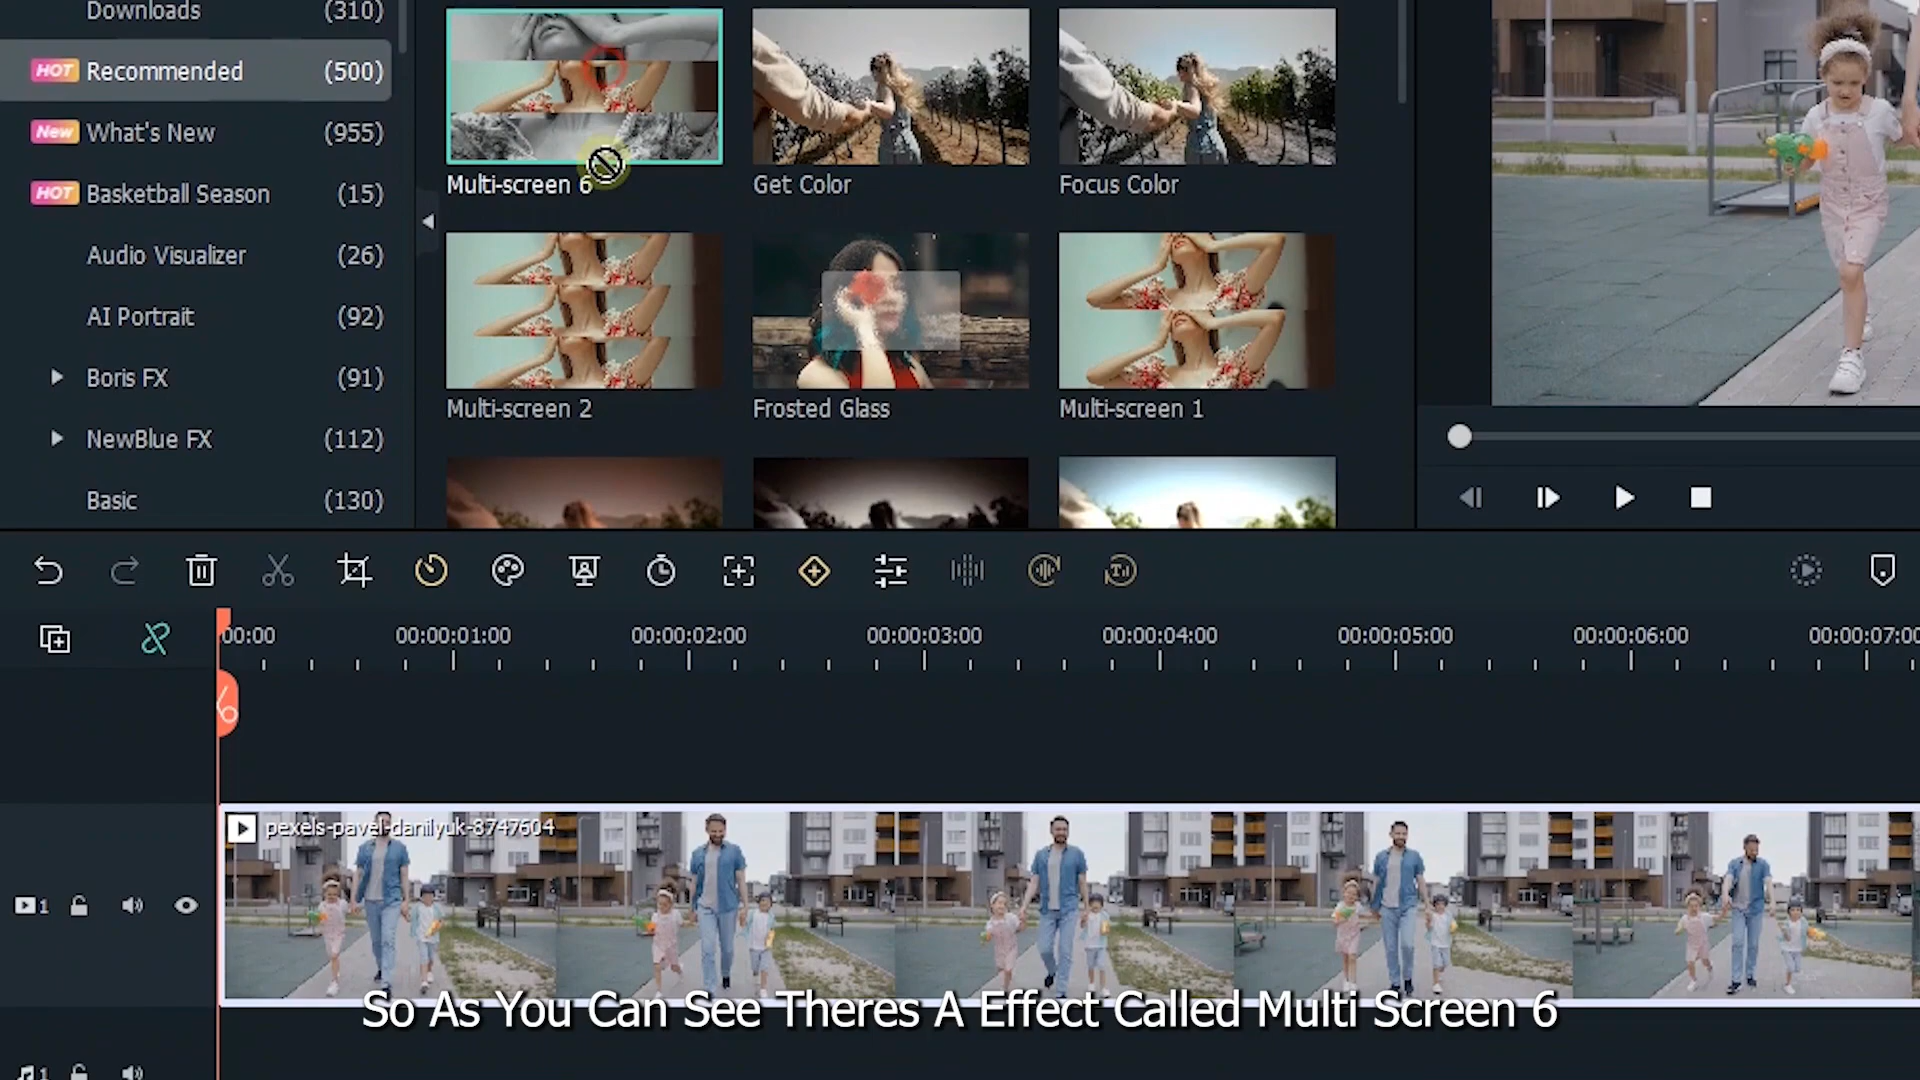 Downloads (310)
HOT Recommended (500)
New What's New (955)
HOT Basketball Season (15)
Audio Visualizer (26)
AI Portrait (92)
Boris FX (91)
NewBlue FX (112)
Basic (130)
Multi-screen 6
Get Color
Focus Color
Multi-screen 2
Frosted Glass
Multi-screen 1
00:00
00:00:01:00
00:00:02:00
00:00:03:00
00:00:04:00
00:00:05:00
00:00:06:00
00:00:07:00
pexels-pavel-danilyuk-8747604
1
So As You Can See Theres A Effect Called Multi Screen 6
1